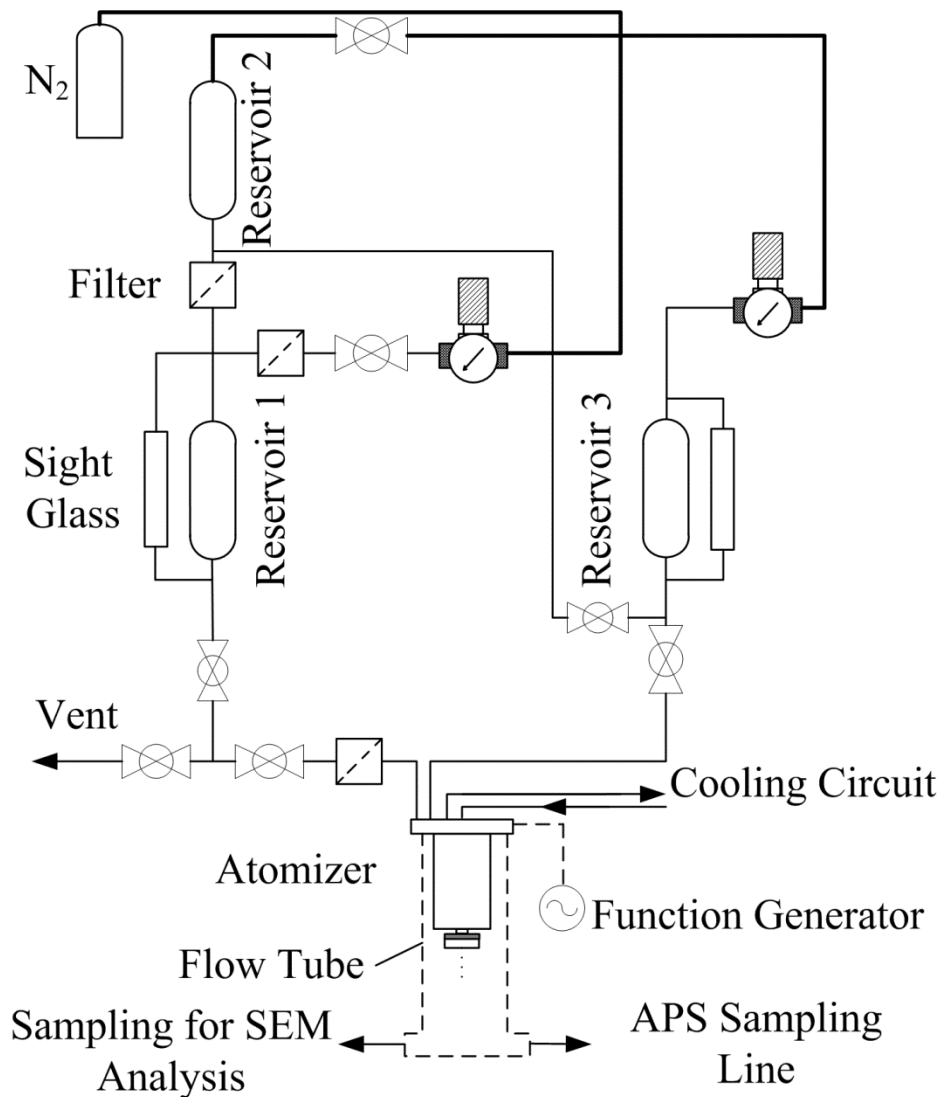 N₂
Reservoir 2
Filter
Reservoir 1
Reservoir 3
Sight
Glass
Vent
Cooling Circuit
Atomizer
Function Generator
Flow Tube
Sampling for SEM
Analysis
APS Sampling
Line